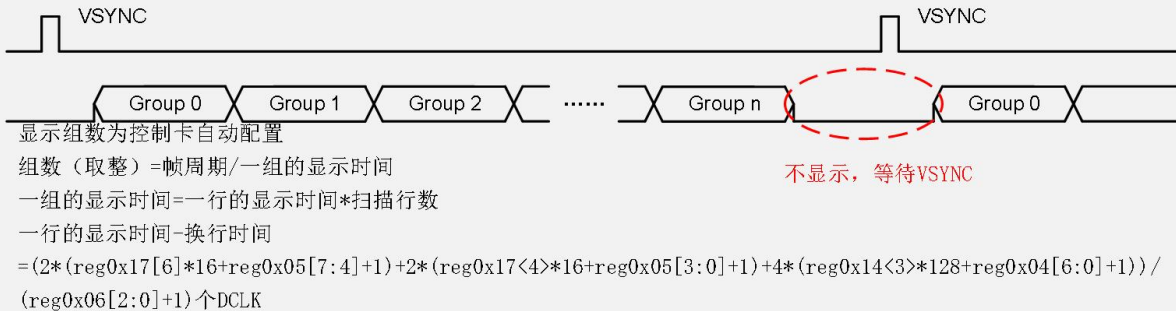 VSYNC VSYNC
Group 0 Group 1 Group 2 ······ Group n Group 0
显示组数为控制卡自动配置
组数（取整）=帧周期/一组的显示时间
不显示，等待VSYNC
一组的显示时间=一行的显示时间*扫描行数
一行的显示时间-换行时间
=(2*(reg0x17[6]*16+reg0x05[7:4]+1)+2*(reg0x17<4>*16+reg0x05[3:0]+1)+4*(reg0x14<3>*128+reg0x04[6:0]+1))/
(reg0x06[2:0]+1)个DCLK